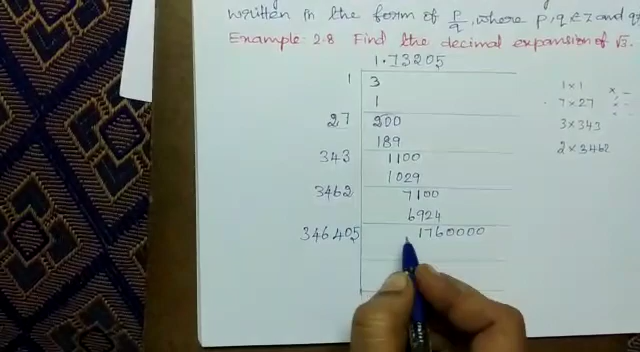 written in the form of p/q, where p, q ∈ z and q
Example 2.8 Find the decimal expansion of √3.
1.73205
1 3
1
27 200
189
343 1100
1029
3462 7100
6924
346405 1760000
1 × 1
7 × 27
3 × 343
2 × 3462